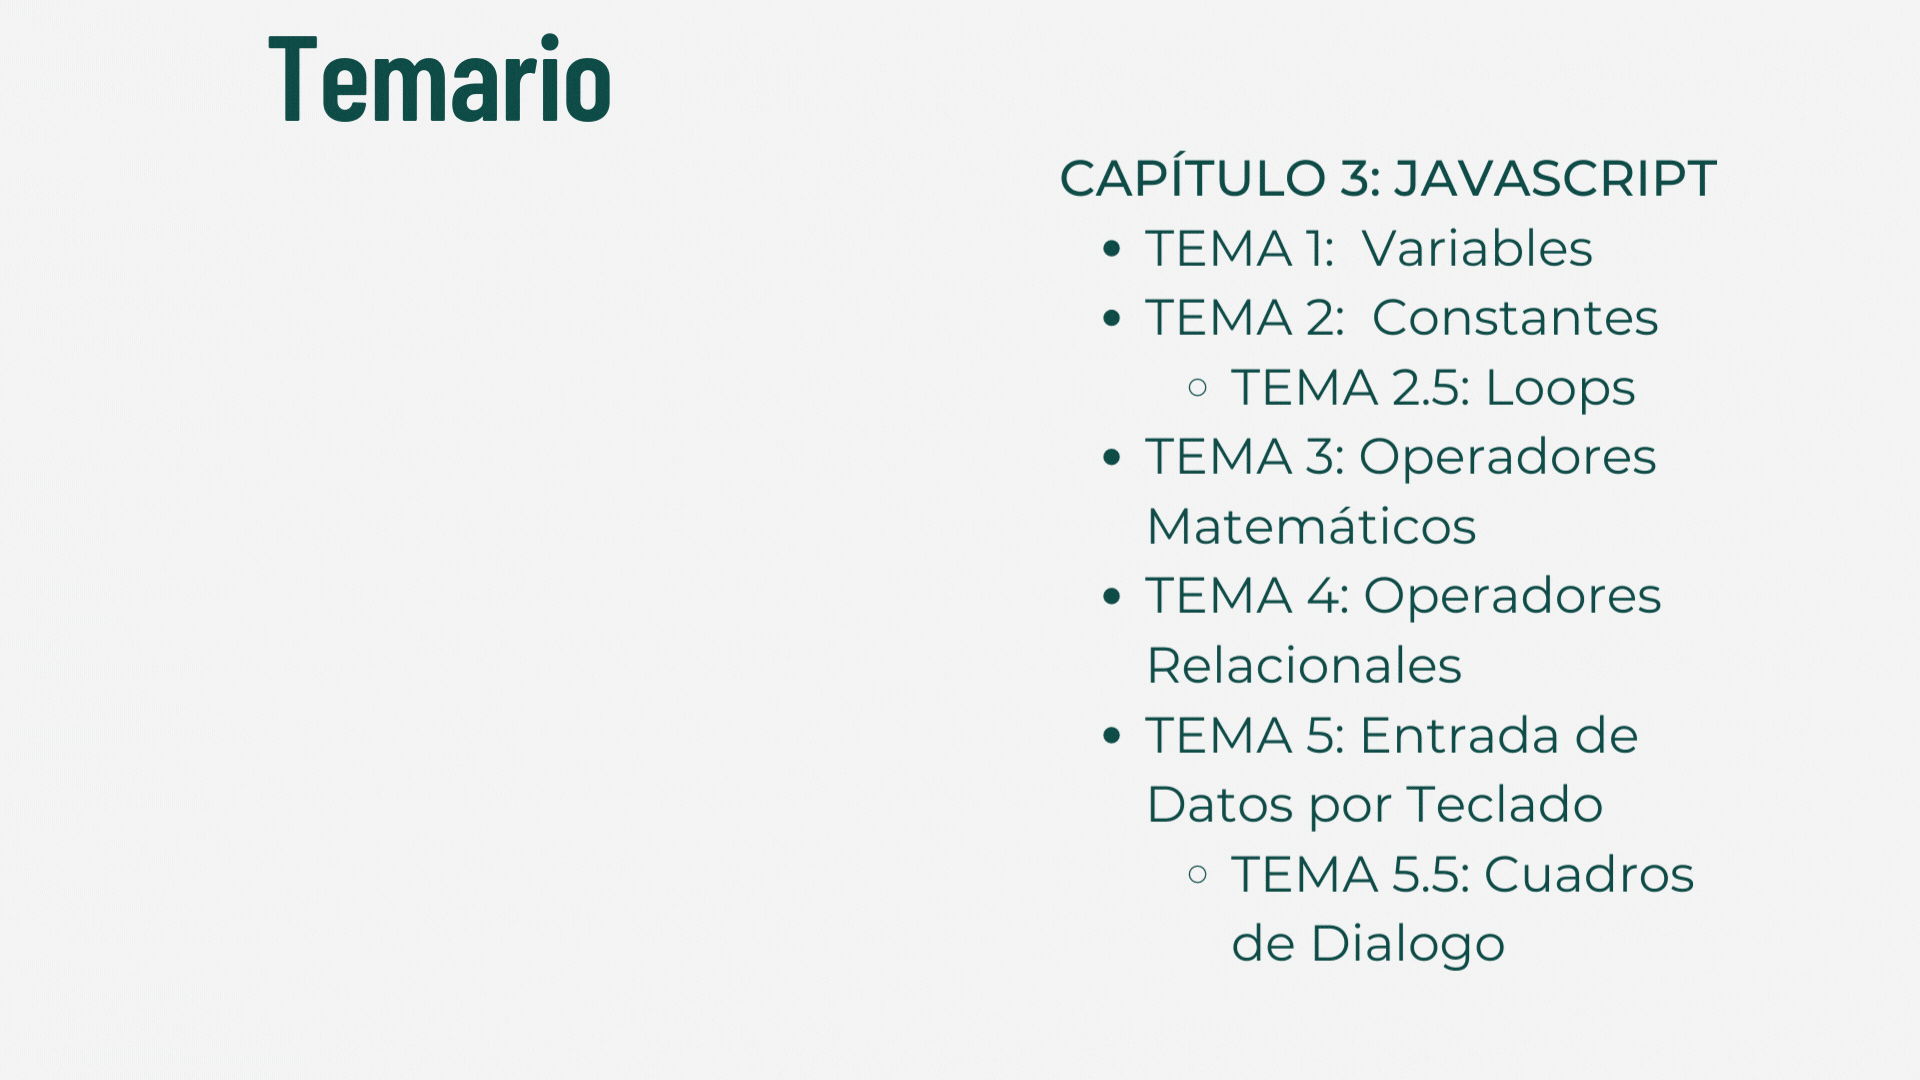 Temario
CAPÍTULO 3: JAVASCRIPT
• TEMA 1:  Variables
• TEMA 2:  Constantes
○ TEMA 2.5: Loops
• TEMA 3: Operadores
Matemáticos
• TEMA 4: Operadores
Relacionales
• TEMA 5: Entrada de
Datos por Teclado
○ TEMA 5.5: Cuadros
de Dialogo